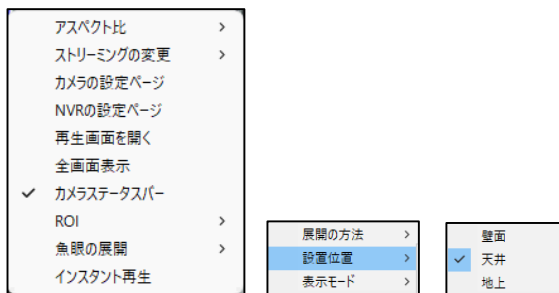 アスペクト比
ストリーミングの変更
カメラの設定ページ
NVRの設定ページ
再生画面を開く
全画面表示
カメラステータスバー
ROI
魚眼の展開
インスタント再生
展開の方法
設置位置
表示モード
壁面
天井
地上